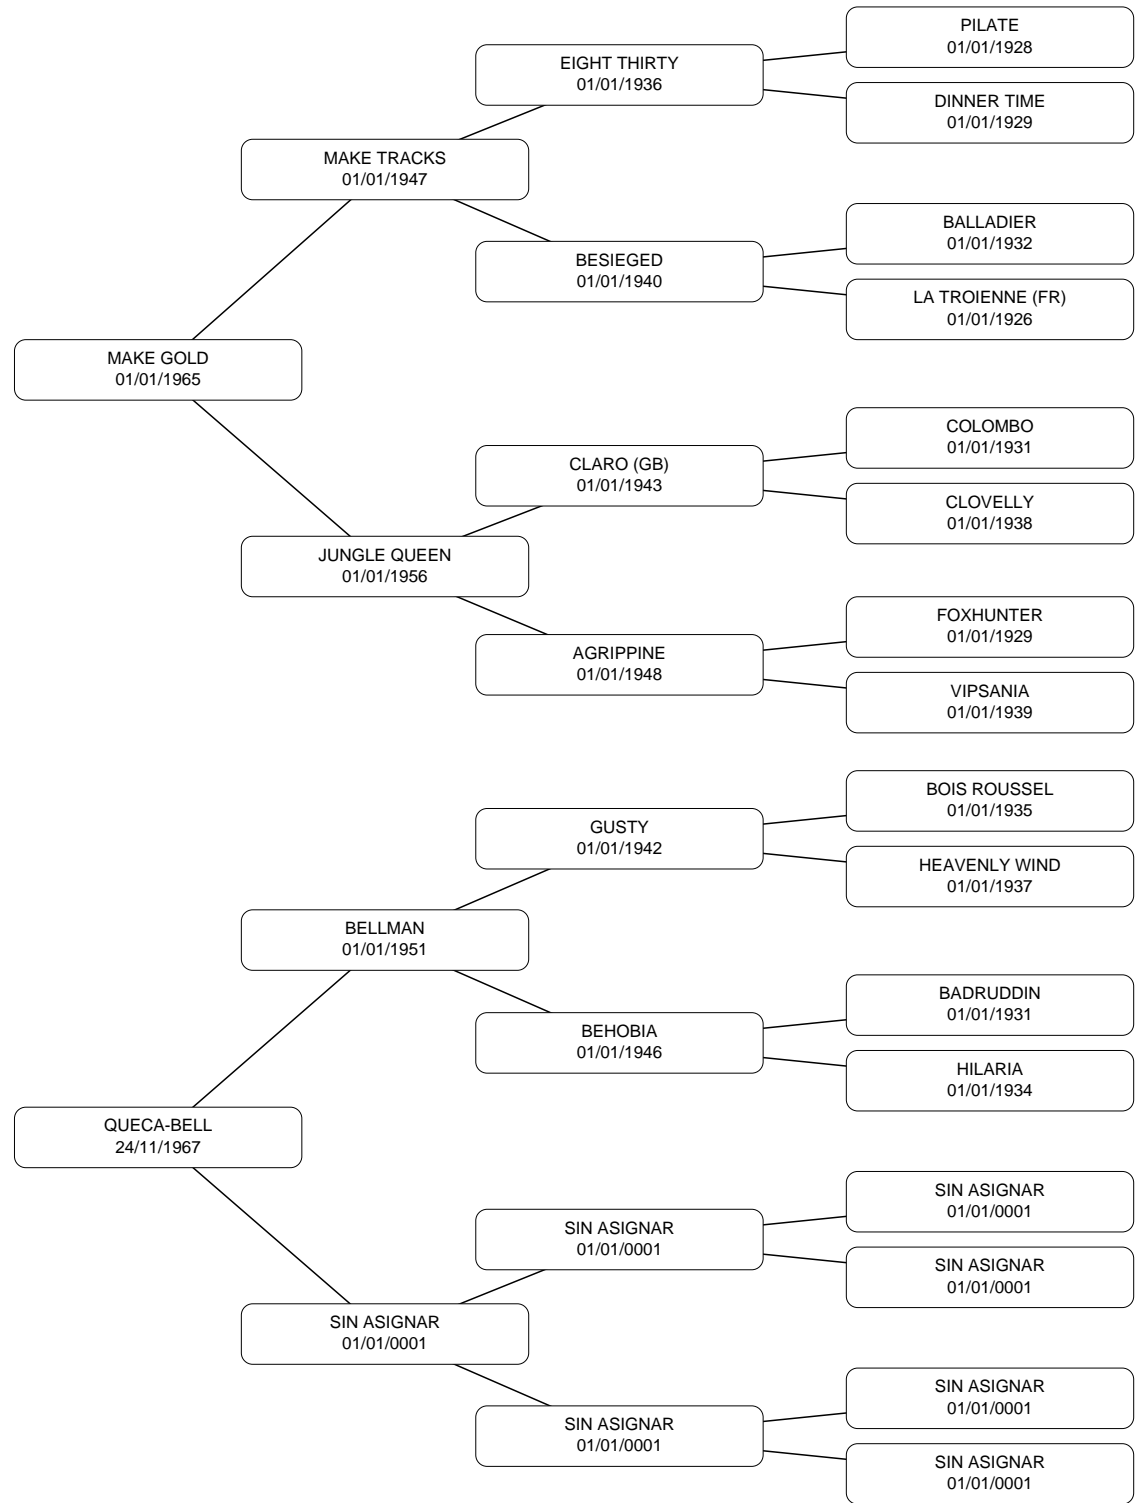 PILATE
01/01/1928
EIGHT THIRTY
01/01/1936
DINNER TIME
01/01/1929
MAKE TRACKS
01/01/1947
BALLADIER
01/01/1932
BESIEGED
01/01/1940
LA TROIENNE (FR)
01/01/1926
MAKE GOLD
01/01/1965
COLOMBO
01/01/1931
CLARO (GB)
01/01/1943
CLOVELLY
01/01/1938
JUNGLE QUEEN
01/01/1956
FOXHUNTER
01/01/1929
AGRIPPINE
01/01/1948
VIPSANIA
01/01/1939
BOIS ROUSSEL
01/01/1935
GUSTY
01/01/1942
HEAVENLY WIND
01/01/1937
BELLMAN
01/01/1951
BADRUDDIN
01/01/1931
BEHOBIA
01/01/1946
HILARIA
01/01/1934
QUECA-BELL
24/11/1967
SIN ASIGNAR
01/01/0001
SIN ASIGNAR
01/01/0001
SIN ASIGNAR
01/01/0001
SIN ASIGNAR
01/01/0001
SIN ASIGNAR
01/01/0001
SIN ASIGNAR
01/01/0001
SIN ASIGNAR
01/01/0001